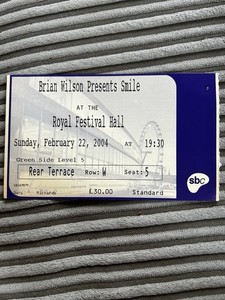 Brian Wilson Presents Smile
AT THE
Royal Festival Hall
Sunday, February 22, 2004 AT 19:30
Green Side Level 5
Rear Terrace Row: W Seat: 5
£30.00 Standard
sbc